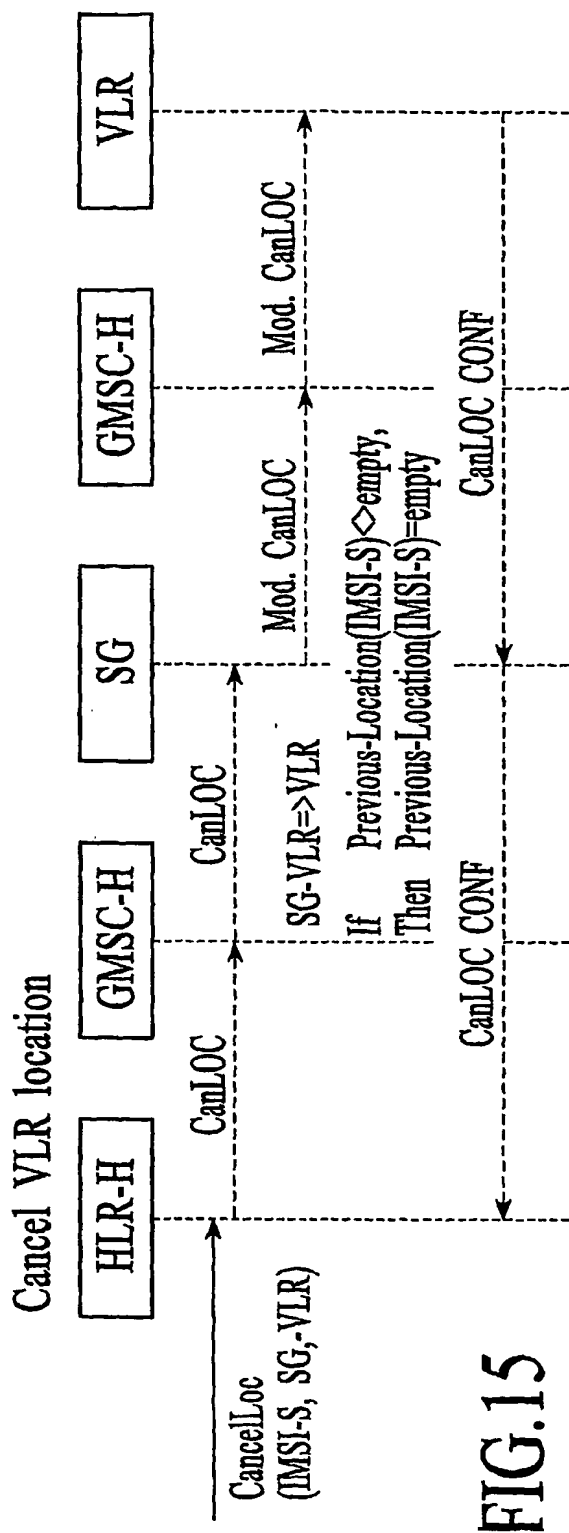 Cancel VLR location
HLR-H
GMSC-H
SG
GMSC-H
VLR
CancelLoc
(IMSI-S, SG,-VLR)
CanLOC
CanLOC
Mod. CanLOC
Mod. CanLOC
SG-VLR=>VLR
If Previous-Location(IMSI-S)<>empty,
Then Previous-Location(IMSI-S)=empty
CanLOC CONF
CanLOC CONF
FIG.15